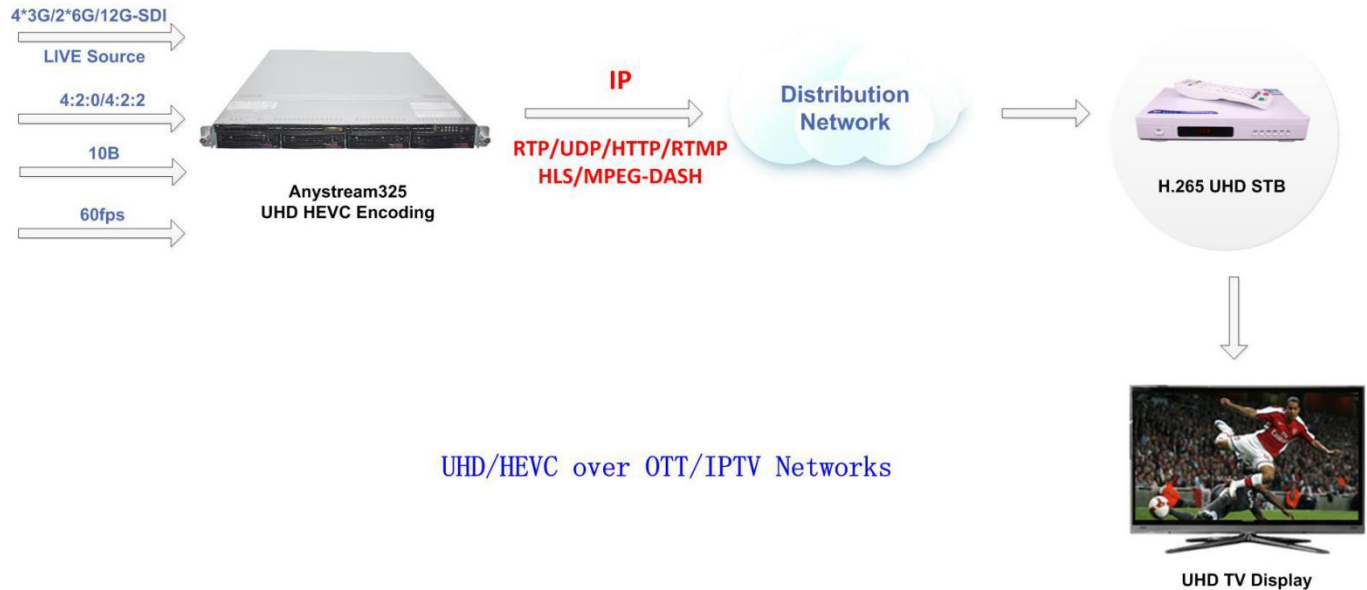 4*3G/2*6G/12G-SDI
LIVE Source
4:2:0/4:2:2
10B
60fps
Anystream325
UHD HEVC Encoding
IP
RTP/UDP/HTTP/RTMP
HLS/MPEG-DASH
Distribution
Network
H.265 UHD STB
UHD/HEVC over OTT/IPTV Networks
UHD TV Display